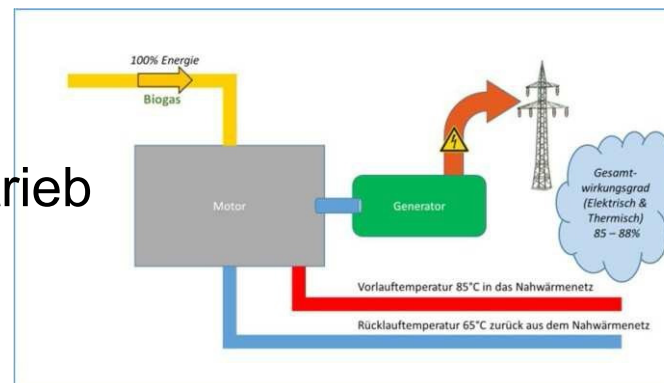 100% Energie
Biogas
rieb
Motor
Generator
Gesamt-
wirkungsgrad
(Elektrisch &
Thermisch)
85 – 88%
Vorlauftemperatur 85°C in das Nahwärmenetz
Rücklauftemperatur 65°C zurück aus dem Nahwärmenetz